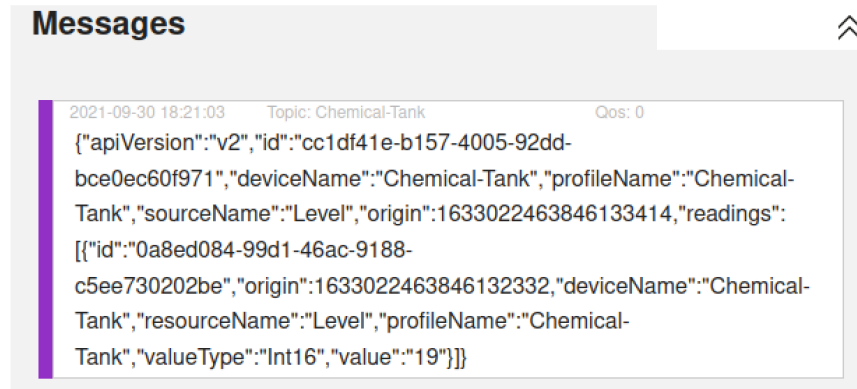 Messages
2021-09-30 18:21:03 Topic: Chemical-Tank Qos: 0
{"apiVersion":"v2","id":"cc1df41e-b157-4005-92dd-
bce0ec60f971","deviceName":"Chemical-Tank","profileName":"Chemical-
Tank","sourceName":"Level","origin":1633022463846133414,"readings":
[{"id":"0a8ed084-99d1-46ac-9188-
c5ee730202be","origin":1633022463846132332,"deviceName":"Chemical-
Tank","resourceName":"Level","profileName":"Chemical-
Tank","valueType":"Int16","value":"19"}]}